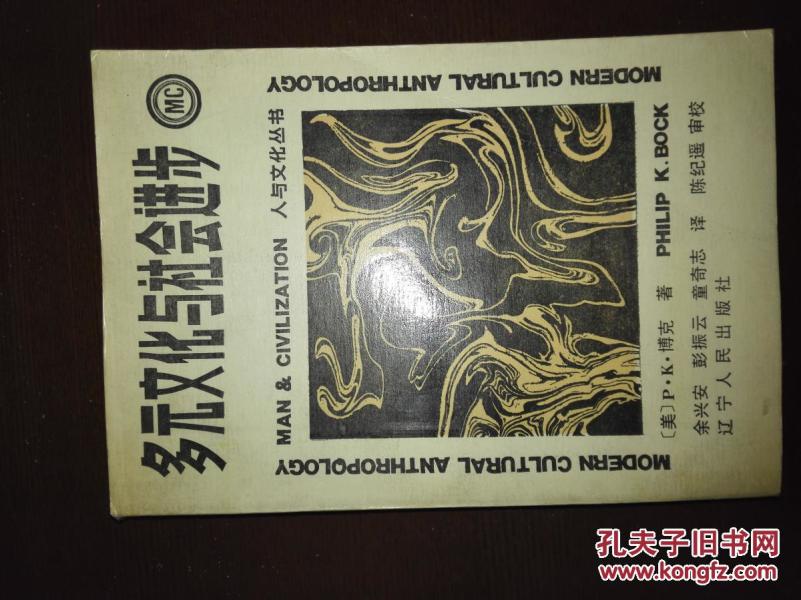 多元文化与社会进步
MC
MAN & CIVILIZATION 人与文化丛书
MODERN CULTURAL ANTHROPOLOGY
MODERN CULTURAL ANTHROPOLOGY
〔美〕P·K·博克 著 PHILIP K.BOCK
余兴安 彭振云 童奇志 译 陈纪遥 审校
辽宁人民出版社
孔夫子旧书网
www.kongfz.com